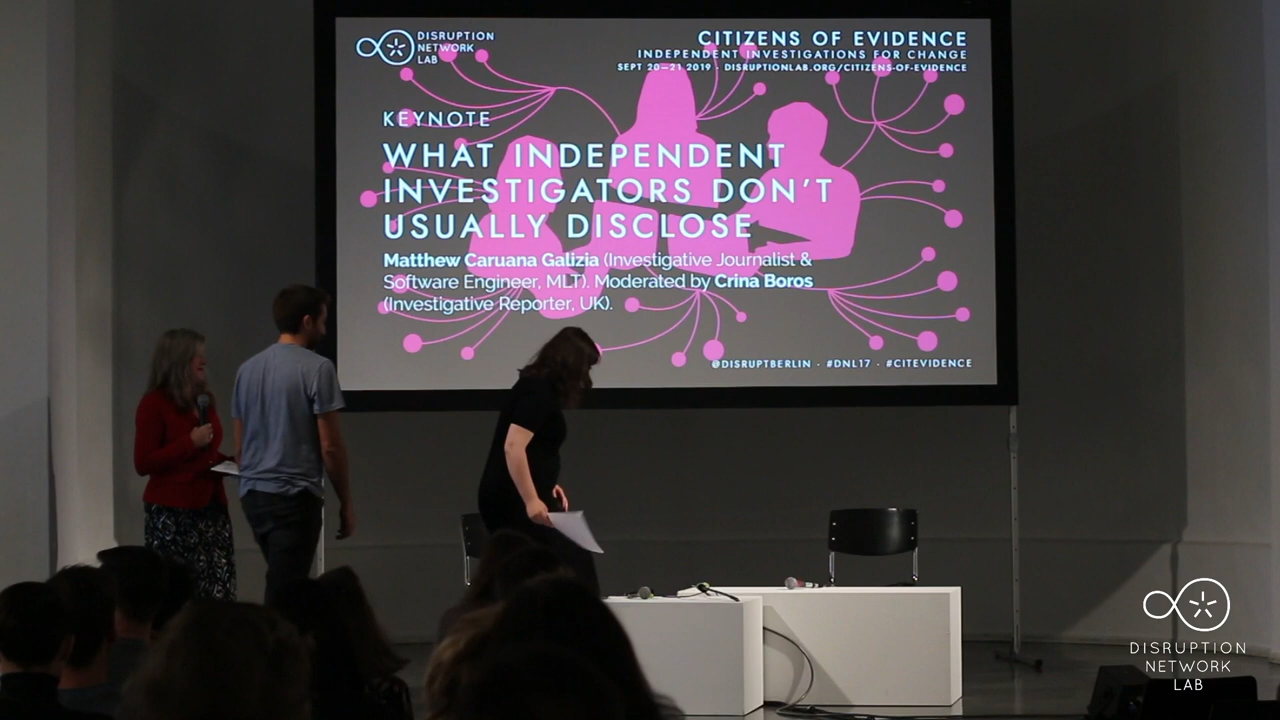 DISRUPTION
NETWORK
LAB
CITIZENS OF EVIDENCE
INDEPENDENT INVESTIGATIONS FOR CHANGE
SEPT 20—21 2019 · DISRUPTIONLAB.ORG/CITIZENS-OF-EVIDENCE
KEYNOTE
WHAT INDEPENDENT
INVESTIGATORS DON'T
USUALLY DISCLOSE
Matthew Caruana Galizia (Investigative Journalist &
Software Engineer, MLT). Moderated by Crina Boros
(Investigative Reporter, UK).
@DISRUPTBERLIN · #DNL17 · #CITEVIDENCE
DISRUPTION
NETWORK
LAB